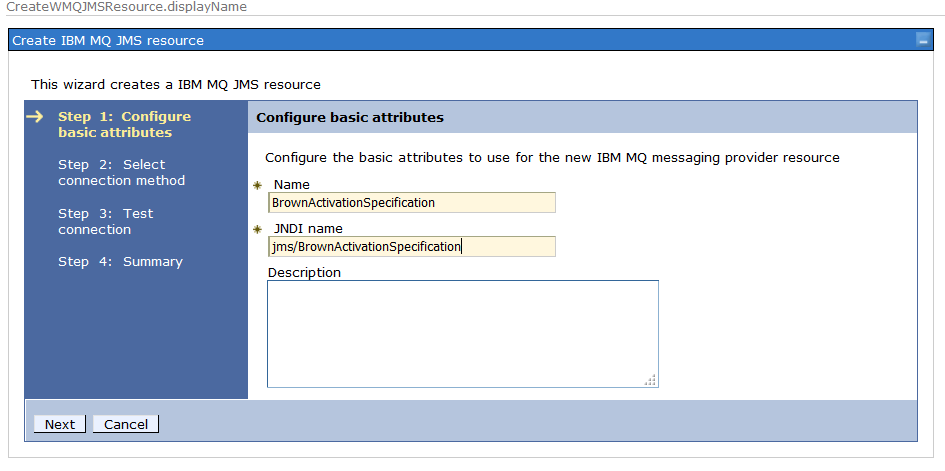 CreateWMQJMSResource.displayName
Create IBM MQ JMS resource
This wizard creates a IBM MQ JMS resource
Step 1: Configure
basic attributes
Step 2: Select
connection method
Step 3: Test
connection
Step 4: Summary
Configure basic attributes
Configure the basic attributes to use for the new IBM MQ messaging provider resource
Name
BrownActivationSpecification
JNDI name
jms/BrownActivationSpecification
Description
Next Cancel